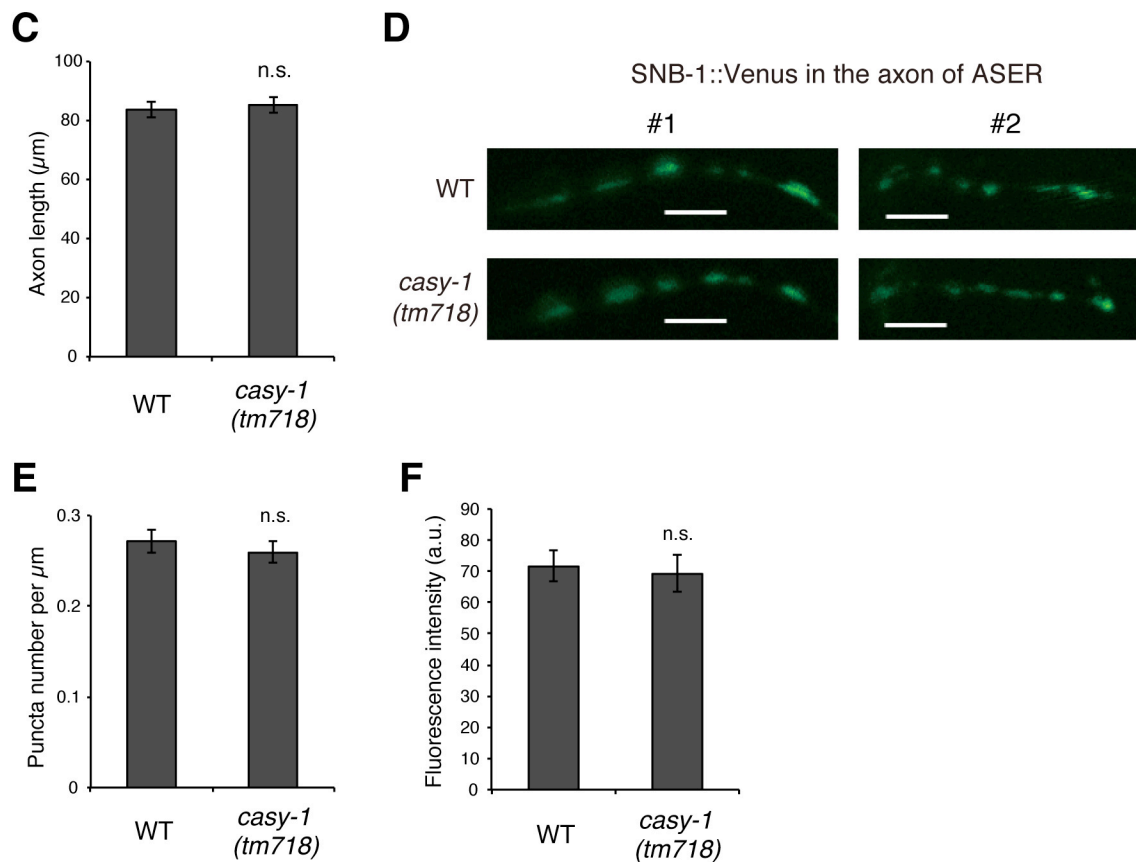 C
100
80
60
40
20
0
Axon length (µm)
n.s.
WT
casy-1
(tm718)
D
SNB-1::Venus in the axon of ASER
#1
#2
WT
casy-1
(tm718)
E
0.3
0.2
0.1
0
Puncta number per µm
n.s.
WT
casy-1
(tm718)
F
90
80
70
60
50
40
30
20
10
0
Fluorescence intensity (a.u.)
n.s.
WT
casy-1
(tm718)